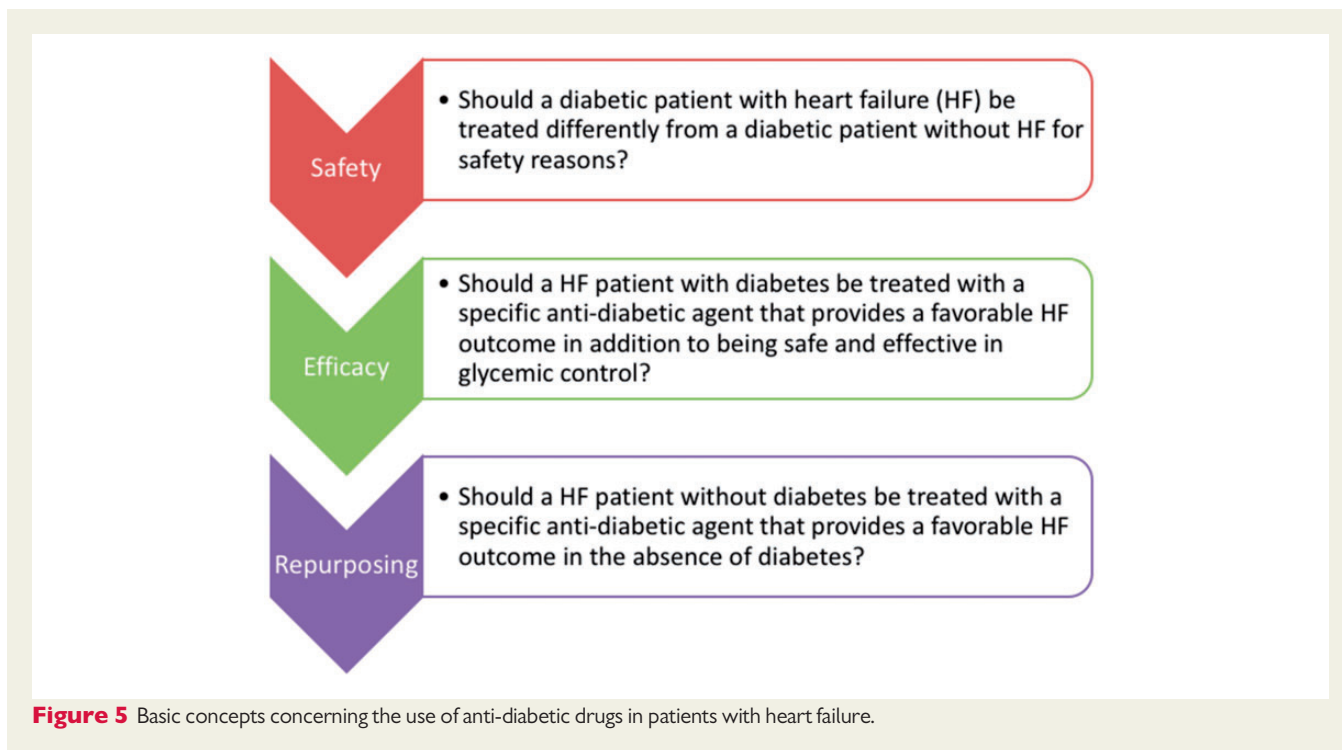 Safety
• Should a diabetic patient with heart failure (HF) be
treated differently from a diabetic patient without HF for
safety reasons?
Efficacy
• Should a HF patient with diabetes be treated with a
specific anti-diabetic agent that provides a favorable HF
outcome in addition to being safe and effective in
glycemic control?
Repurposing
• Should a HF patient without diabetes be treated with a
specific anti-diabetic agent that provides a favorable HF
outcome in the absence of diabetes?
Figure 5 Basic concepts concerning the use of anti-diabetic drugs in patients with heart failure.